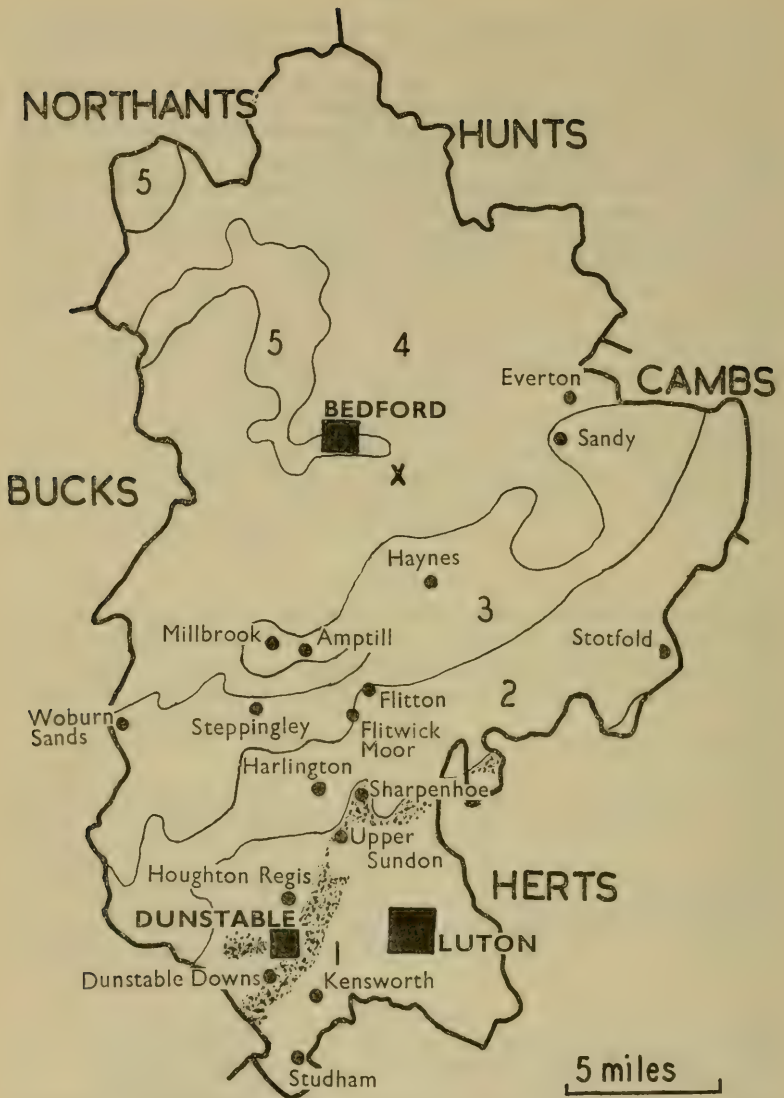 NORTHANTS
HUNTS
5
5
4
Everton
CAMBS
BEDFORD
Sandy
X
BUCKS
Haynes
3
Millbrook
Amptill
Stotfold
Flitton
2
Woburn
Sands
Steppingley
Flitwick
Moor
Harlington
Sharpenhoe
Upper
Sundon
Houghton Regis
HERTS
DUNSTABLE
LUTON
1
Dunstable Downs
Kensworth
5 miles
Studham